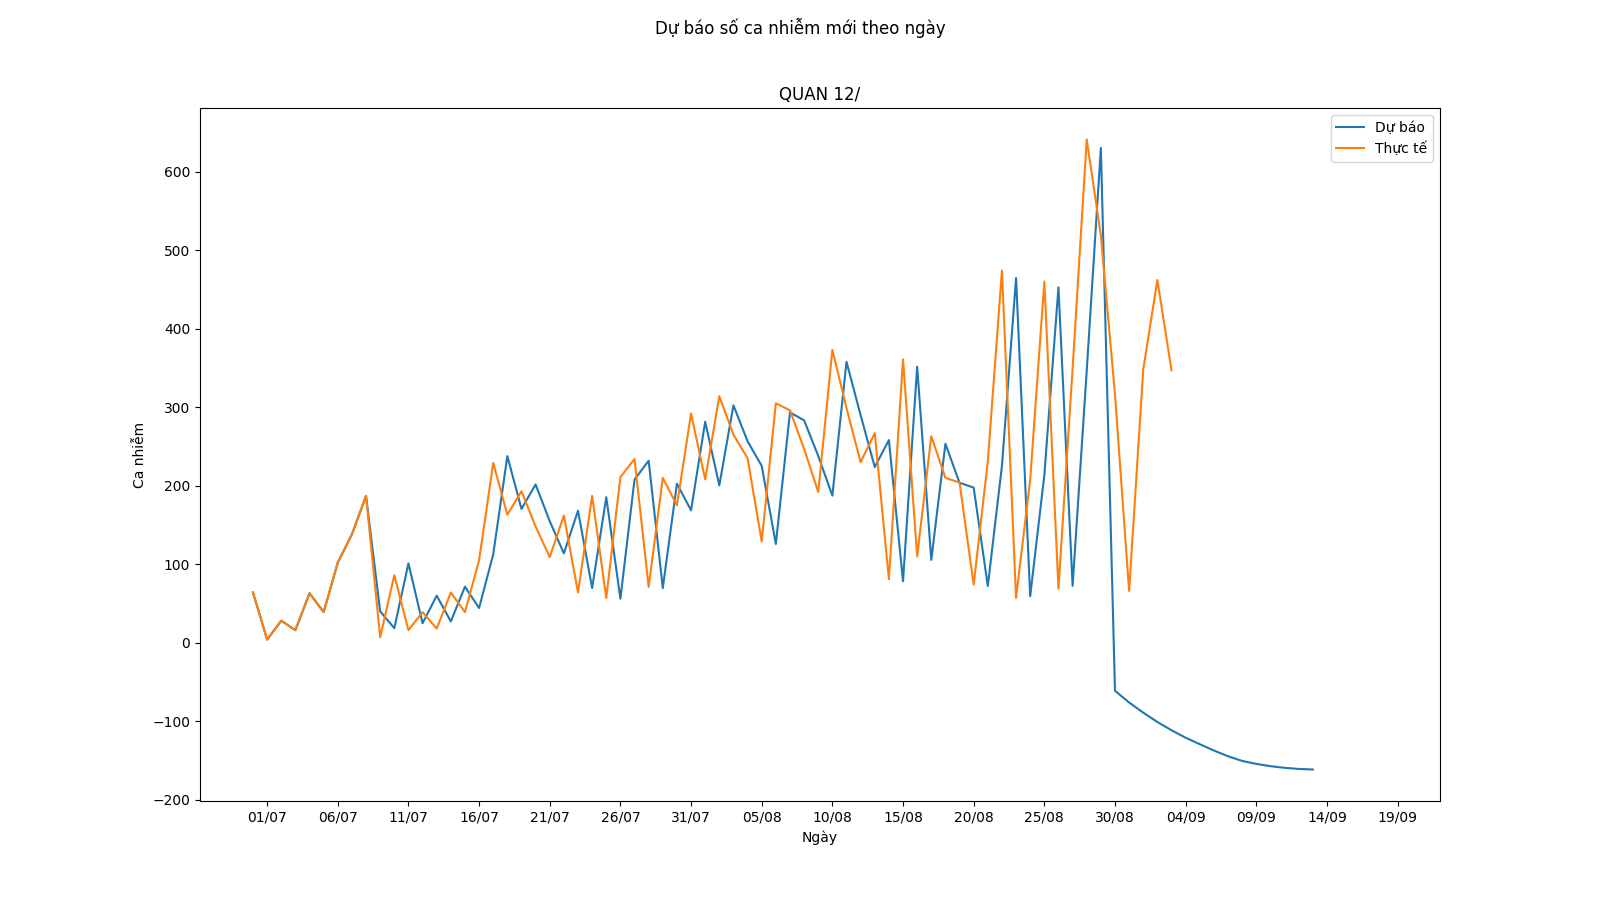 Dự báo số ca nhiễm mới theo ngày
QUAN 12/
Dự báo
Thực tế
600
500
400
300
200
100
0
−100
−200
Ca nhiễm
01/07 06/07 11/07 16/07 21/07 26/07 31/07 05/08 10/08 15/08 20/08 25/08 30/08 04/09 09/09 14/09 19/09
Ngày